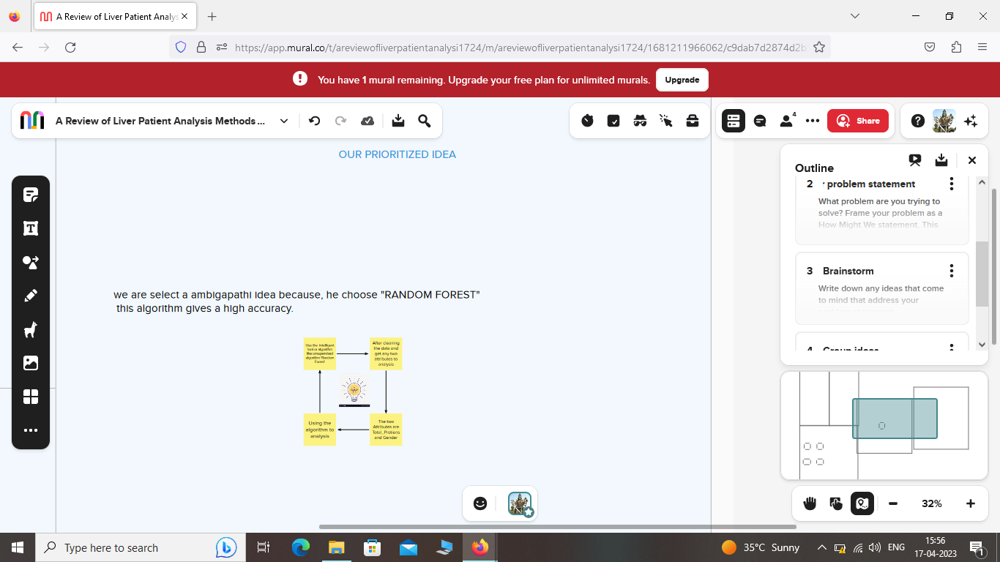 A Review of Liver Patient Analys
https://app.mural.co/t/areviewofliverpatientanalysi1724/m/areviewofliverpatientanalysi1724/1681211966062/c9dab7d2874d2b
You have 1 mural remaining. Upgrade your free plan for unlimited murals.
Upgrade
A Review of Liver Patient Analysis Methods ...
4
Share
OUR PRIORITIZED IDEA
Outline
2 r problem statement
What problem are you trying to
solve? Frame your problem as a
How Might We statement. This
3 Brainstorm
Write down any ideas that come
to mind that address your
4 Group ideas
we are select a ambigapathi idea because, he choose "RANDOM FOREST"
this algorithm gives a high accuracy.
Use the intelligent
tool or algorithm
like unsupervised
algorithm 'Random
Forest'
After cleaning
the data and
get any two
attributes to
analysis
Using the
algorithm to
analysis
The two
Attributes are
Total_Protiens
and Gender
32%
Type here to search
35°C Sunny
ENG
15:56
17-04-2023
1